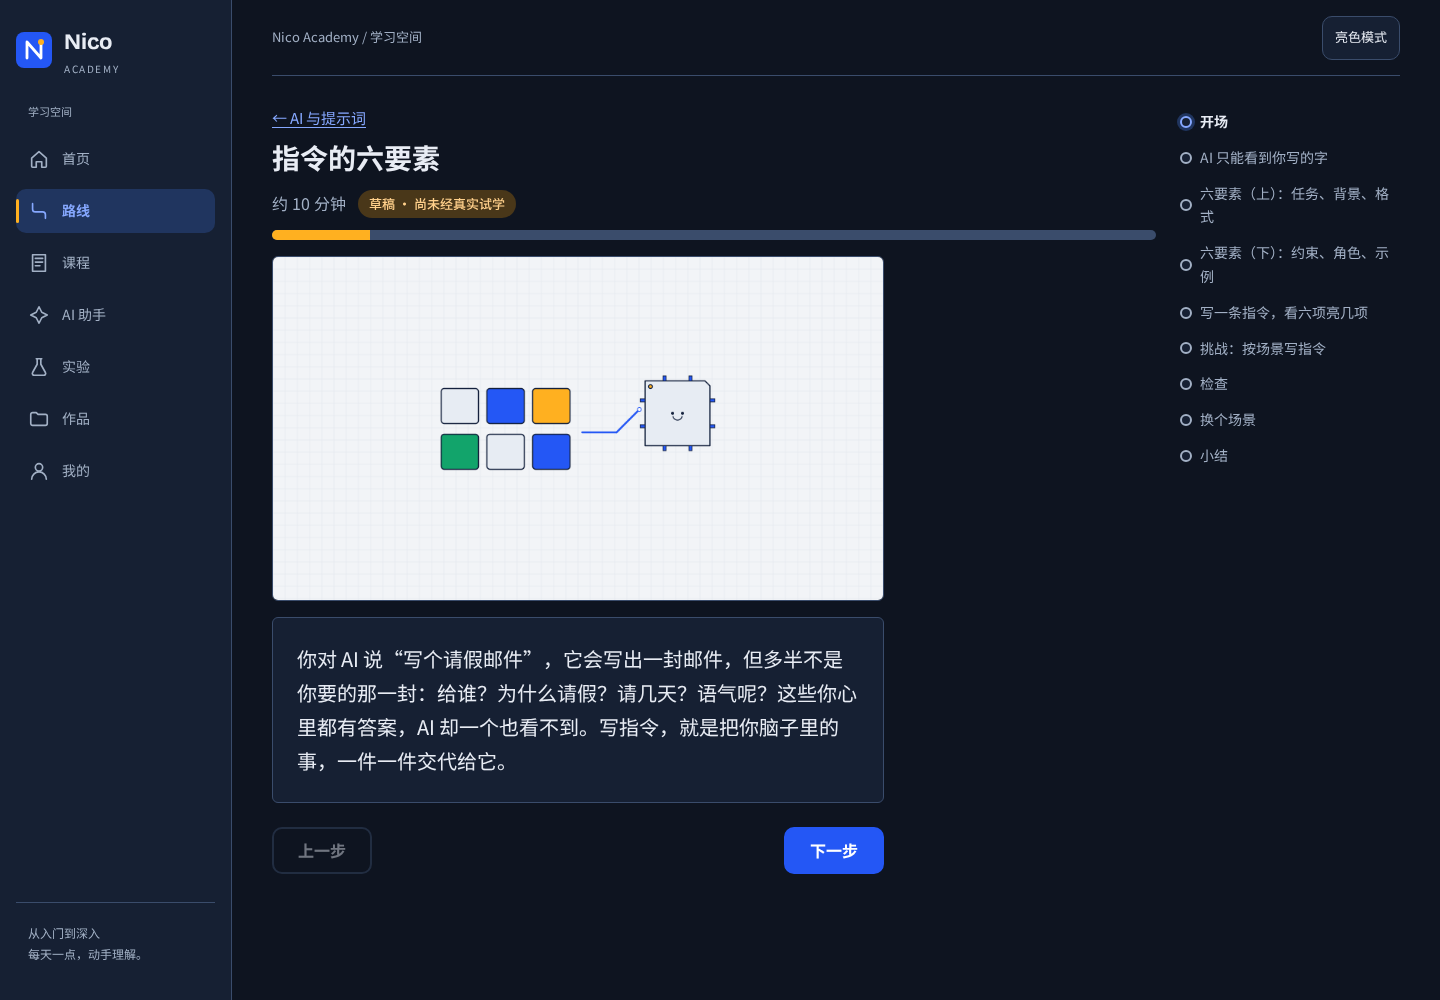 Nico
ACADEMY
学习空间
首页
路线
课程
AI 助手
实验
作品
我的
从入门到深入
每天一点，动手理解。
Nico Academy / 学习空间
亮色模式
← AI 与提示词
指令的六要素
约 10 分钟
草稿 · 尚未经真实试学
你对 AI 说“写个请假邮件”，它会写出一封邮件，但多半不是
你要的那一封：给谁？为什么请假？请几天？语气呢？这些你心
里都有答案，AI 却一个也看不到。写指令，就是把你脑子里的
事，一件一件交代给它。
上一步
下一步
开场
AI 只能看到你写的字
六要素（上）：任务、背景、格
式
六要素（下）：约束、角色、示
例
写一条指令，看六项亮几项
挑战：按场景写指令
检查
换个场景
小结